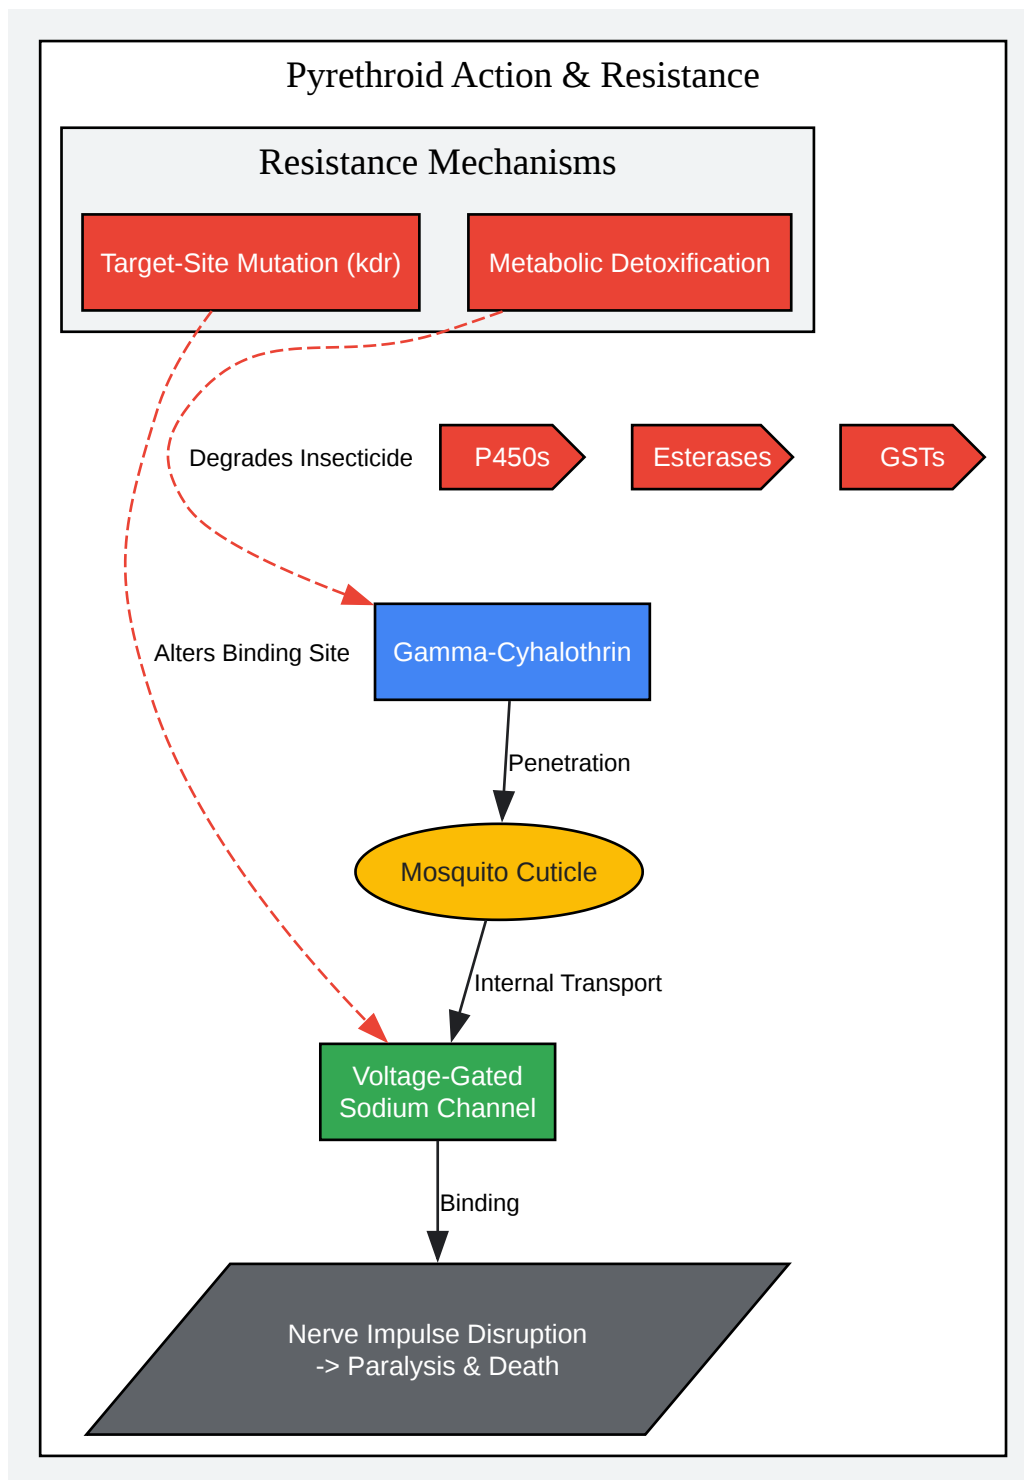 Pyrethroid Action & Resistance
Resistance Mechanisms
Target-Site Mutation (kdr)
Metabolic Detoxification
Degrades Insecticide
P450s
Esterases
GSTs
Alters Binding Site
Gamma-Cyhalothrin
Penetration
Mosquito Cuticle
Internal Transport
Voltage-Gated
Sodium Channel
Binding
Nerve Impulse Disruption
-> Paralysis & Death